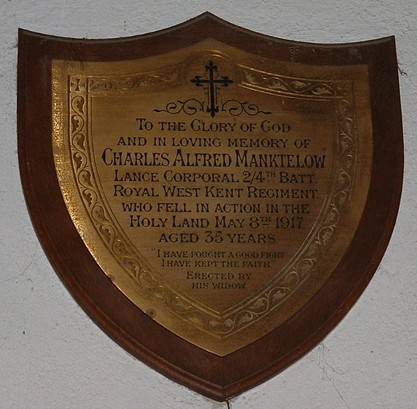 To the Glory of God
and in loving memory of
Charles Alfred Manktelow
Lance Corporal 2/4th Batt.
Royal West Kent Regiment
who fell in action in the
Holy Land May 8th 1917
aged 35 years.
"I have fought a good fight
I have kept the faith."
Erected by
his widow.